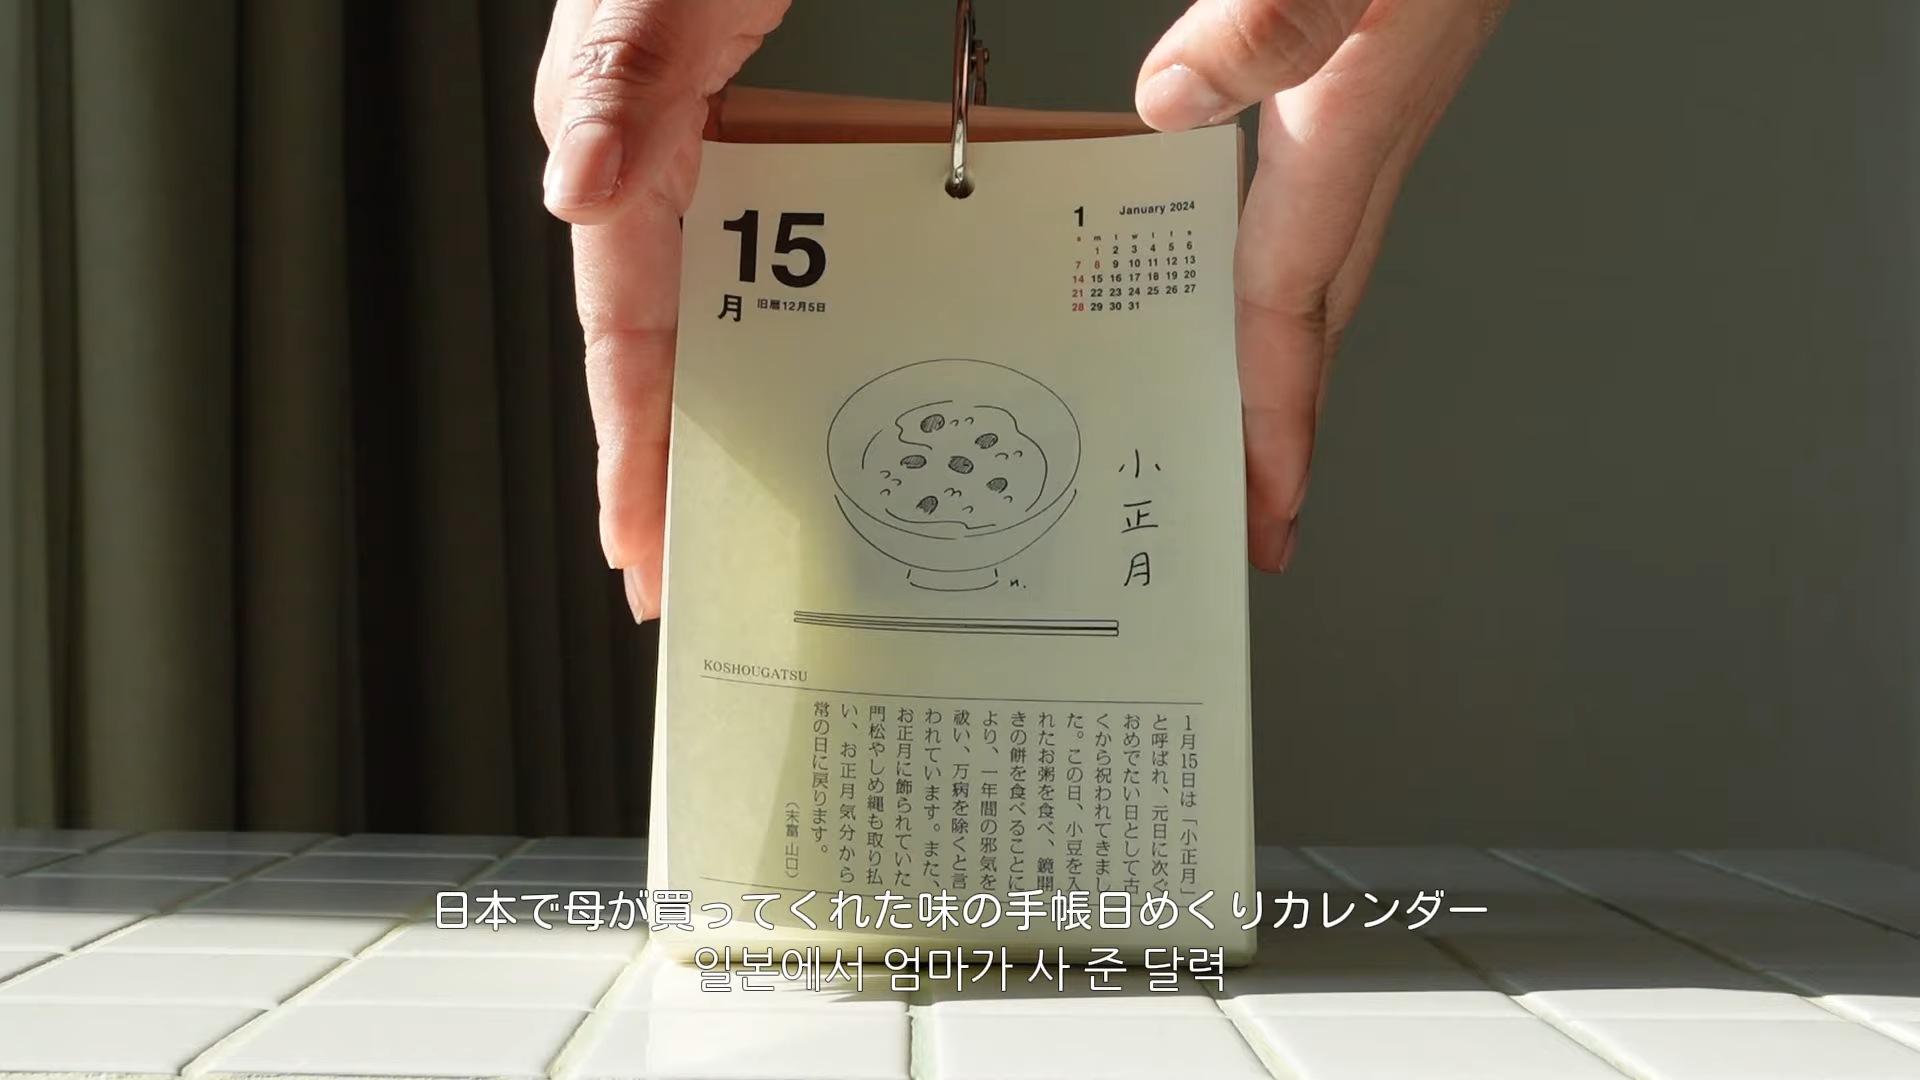 15
月 旧暦12月5日
1 January 2024
s m t w t f s
1 2 3 4 5 6
7 8 9 10 11 12 13
14 15 16 17 18 19 20
21 22 23 24 25 26 27
28 29 30 31
小正月
KOSHOUGATSU
1月15日は「小正月」
と呼ばれ、元日に次ぐ
おめでたい日として古
くから祝われてきまし
た。この日、小豆を入
れたお粥を食べ、鏡開
きの餅を食べることに
より、一年間の邪気を
祓い、万病を除くと言
われています。また、
お正月に飾られていた
門松やしめ縄も取り払
い、お正月気分から
常の日に戻ります。
(末富 山口)
日本で母が買ってくれた味の手帳日めくりカレンダー
일본에서 엄마가 사 준 달력